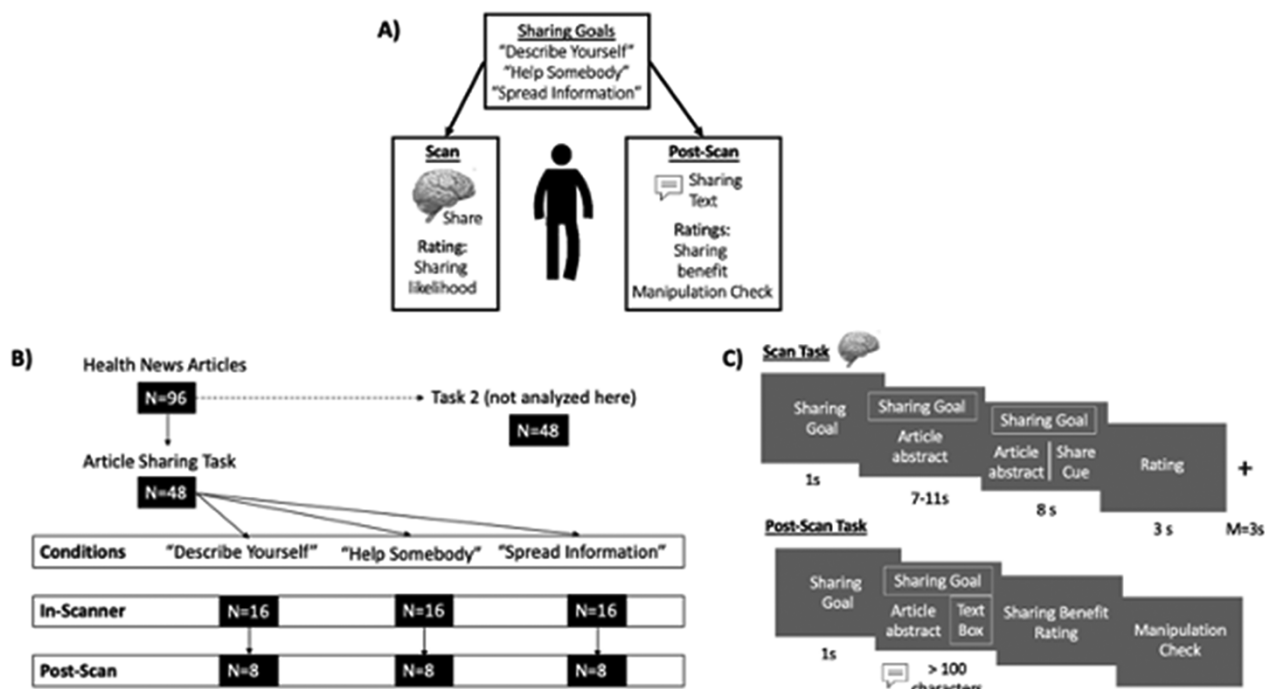 A)
Sharing Goals
“Describe Yourself”
“Help Somebody”
“Spread Information”
Scan
Share
Rating:
Sharing
likelihood
Post-Scan
Sharing
Text
Ratings:
Sharing
benefit
Manipulation Check
B)
Health News Articles
N=96
Task 2 (not analyzed here)
N=48
Article Sharing Task
N=48
Conditions “Describe Yourself” “Help Somebody” “Spread Information”
In-Scanner N=16 N=16 N=16
Post-Scan N=8 N=8 N=8
C)
Scan Task
Sharing
Goal
1s
Sharing Goal
Article
abstract
7-11s
Sharing Goal
Article
abstract
Share
Cue
8 s
Rating
3 s
+
M=3s
Post-Scan Task
Sharing
Goal
1s
Sharing Goal
Article
abstract
Text
Box
> 100
characters
Sharing Benefit
Rating
Manipulation
Check